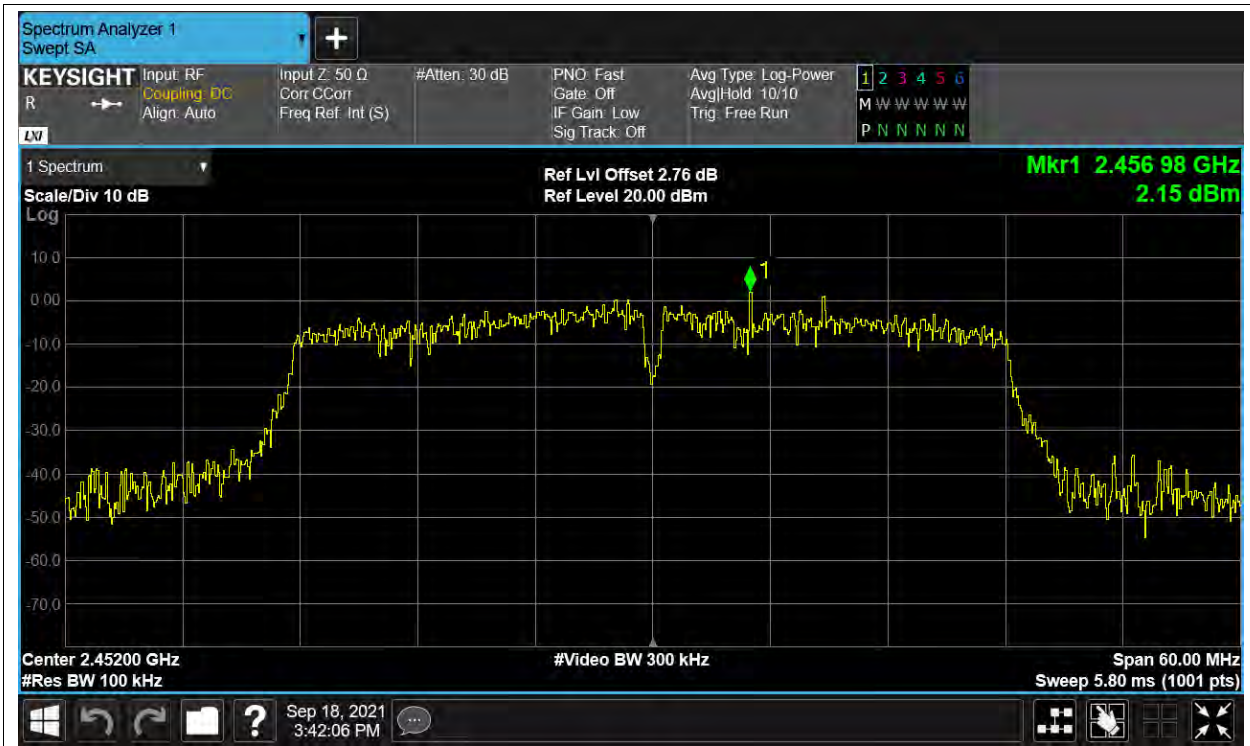 Spectrum Analyzer 1
Swept SA
+
KEYSIGHT Input: RF Input Z: 50 Ω #Atten: 30 dB PNO: Fast Avg Type: Log-Power 1 2 3 4 5 6
R Coupling: DC Corr CCorr Gate: Off Avg|Hold: 10/10 M W W W W W W
Align: Auto Freq Ref: Int (S) IF Gain: Low Trig: Free Run
LXI Sig Track: Off P N N N N N N
1 Spectrum Ref Lvl Offset 2.76 dB Mkr1 2.456 98 GHz
Scale/Div 10 dB Ref Level 20.00 dBm 2.15 dBm
Log
10.0
1
0.00
-10.0
-20.0
-30.0
-40.0
-50.0
-60.0
-70.0
Center 2.45200 GHz #Video BW 300 kHz Span 60.00 MHz
#Res BW 100 kHz Sweep 5.80 ms (1001 pts)
? Sep 18, 2021
3:42:06 PM